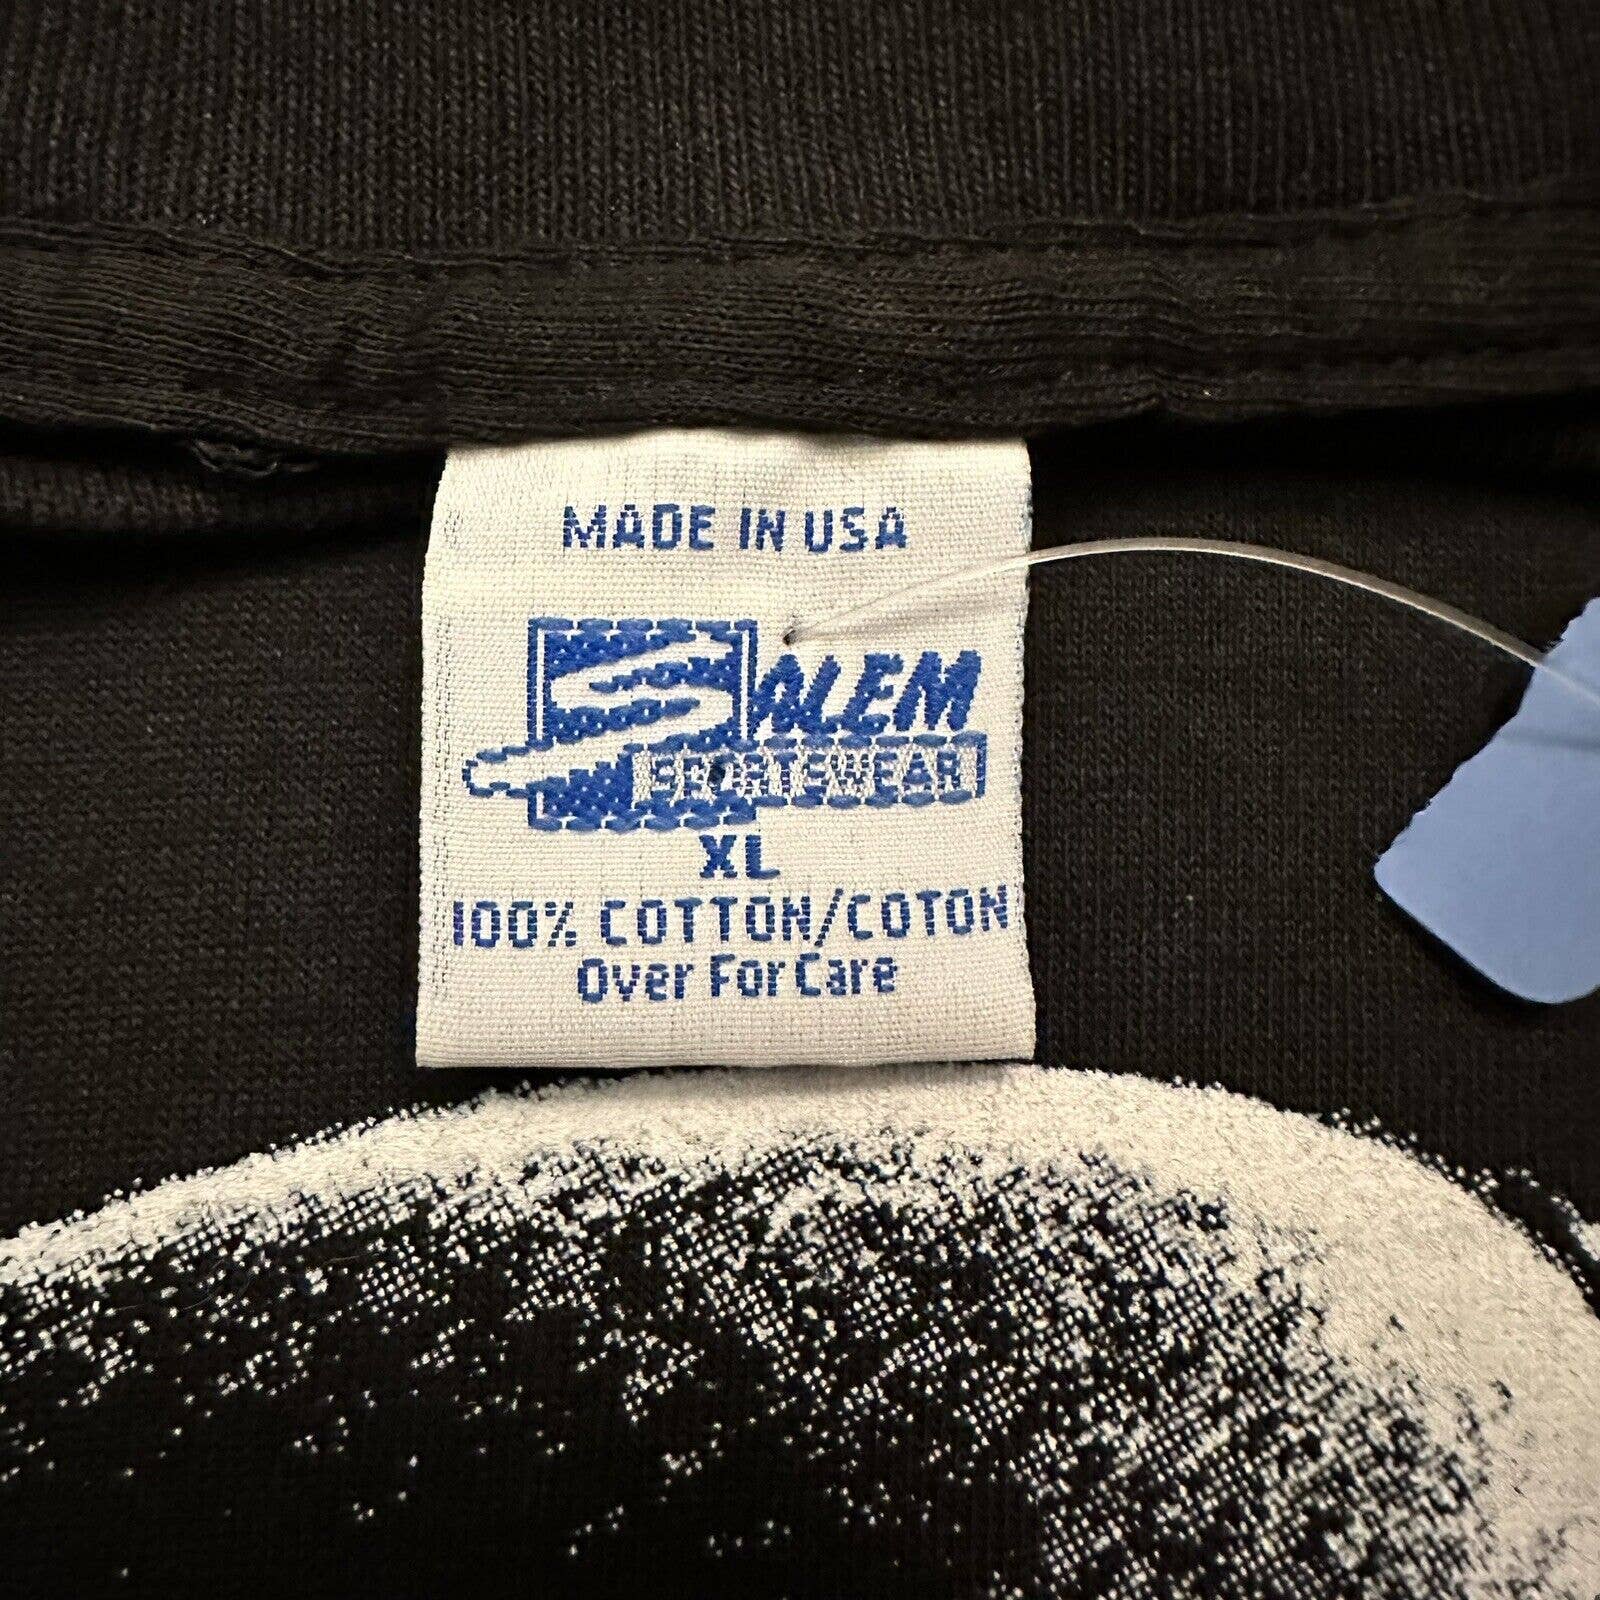 MADE IN USA
SALEM
SPORTSWEAR
XL
100% COTTON/COTON
Over For Care